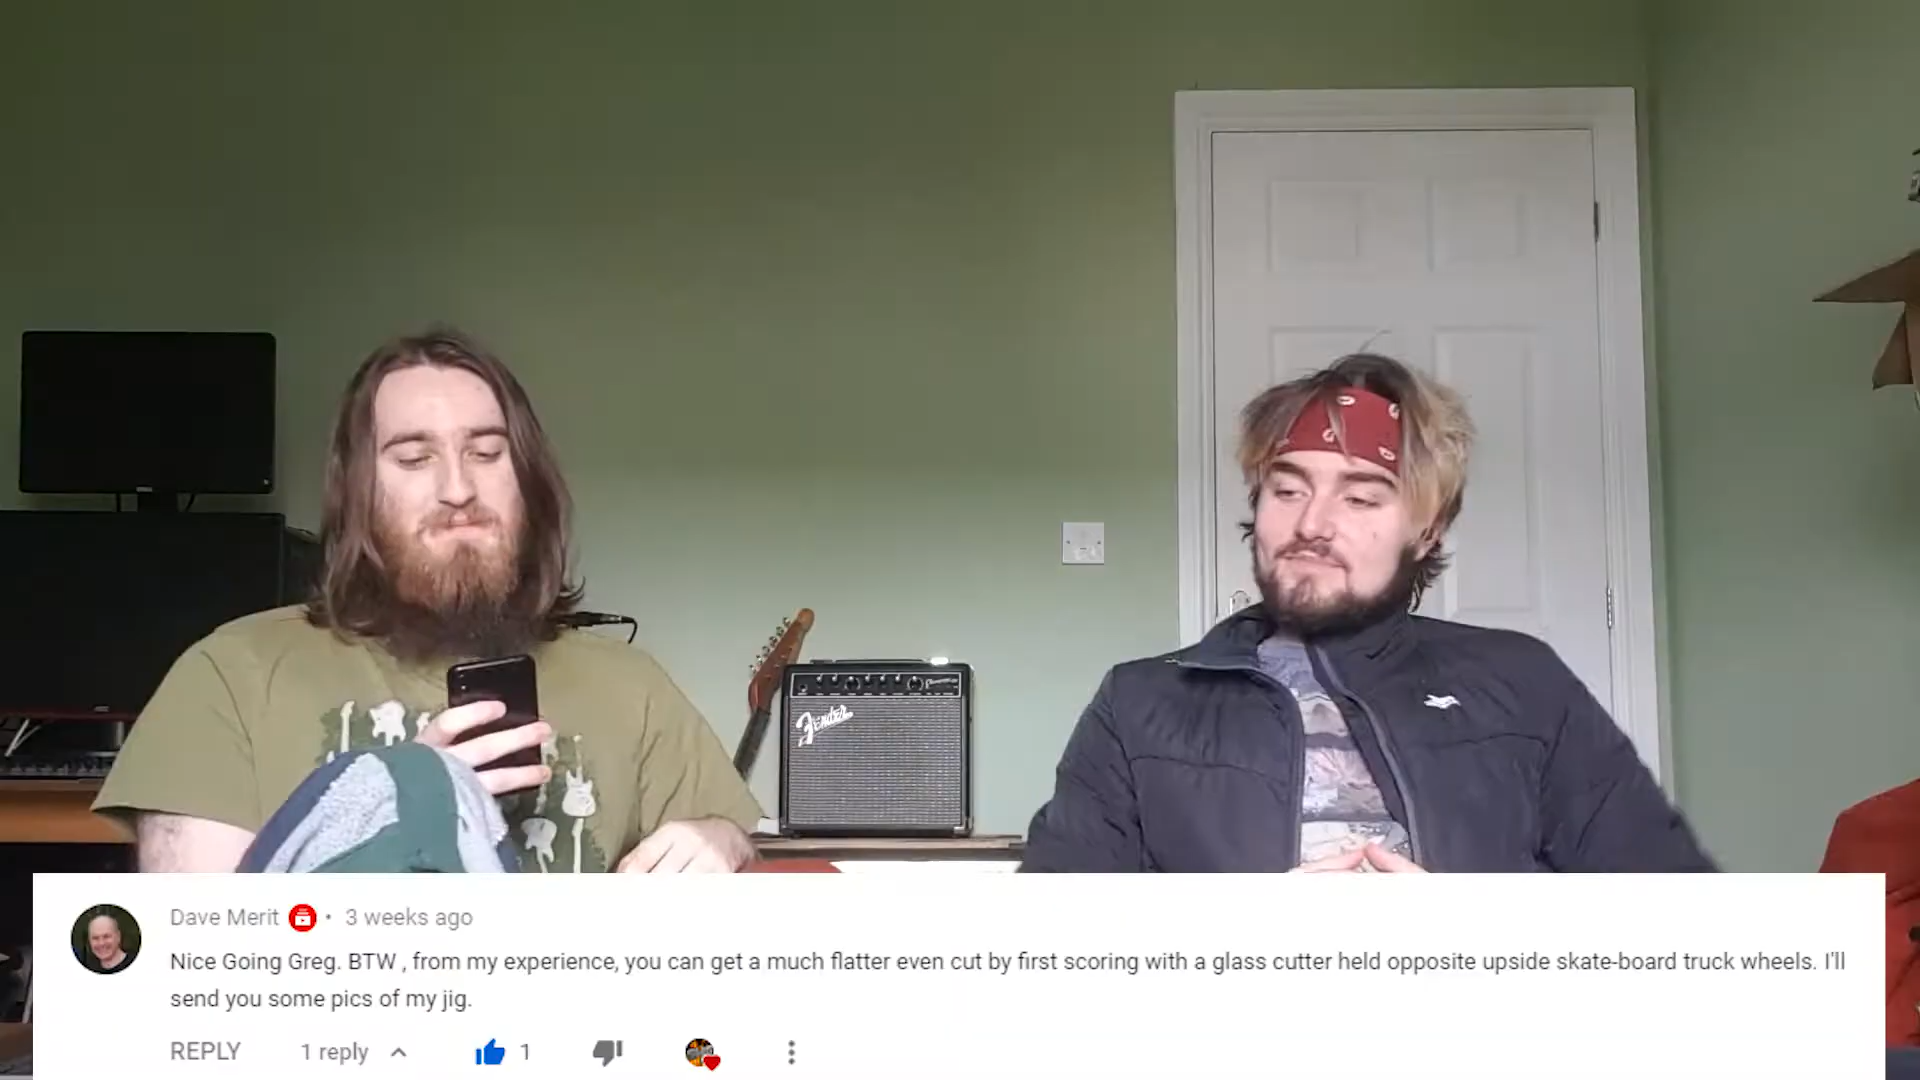 Fender
Dave Merit • 3 weeks ago
Nice Going Greg. BTW , from my experience, you can get a much flatter even cut by first scoring with a glass cutter held opposite upside skate-board truck wheels. I'll
send you some pics of my jig.
REPLY 1 reply 1